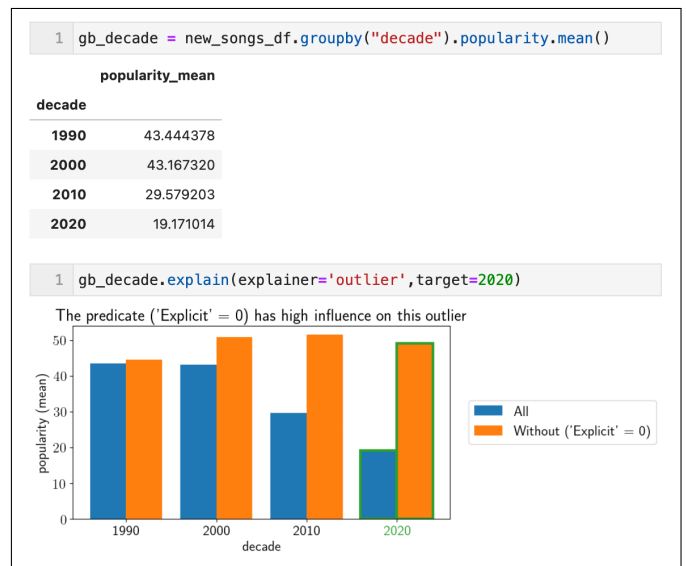 1 gb_decade = new_songs_df.groupby("decade").popularity.mean()
popularity_mean
decade
1990 43.444378
2000 43.167320
2010 29.579203
2020 19.171014
1 gb_decade.explain(explainer='outlier',target=2020)
The predicate ('Explicit' = 0) has high influence on this outlier
popularity (mean)
50
40
30
20
10
0
1990 2000 2010 2020
decade
All
Without ('Explicit' = 0)